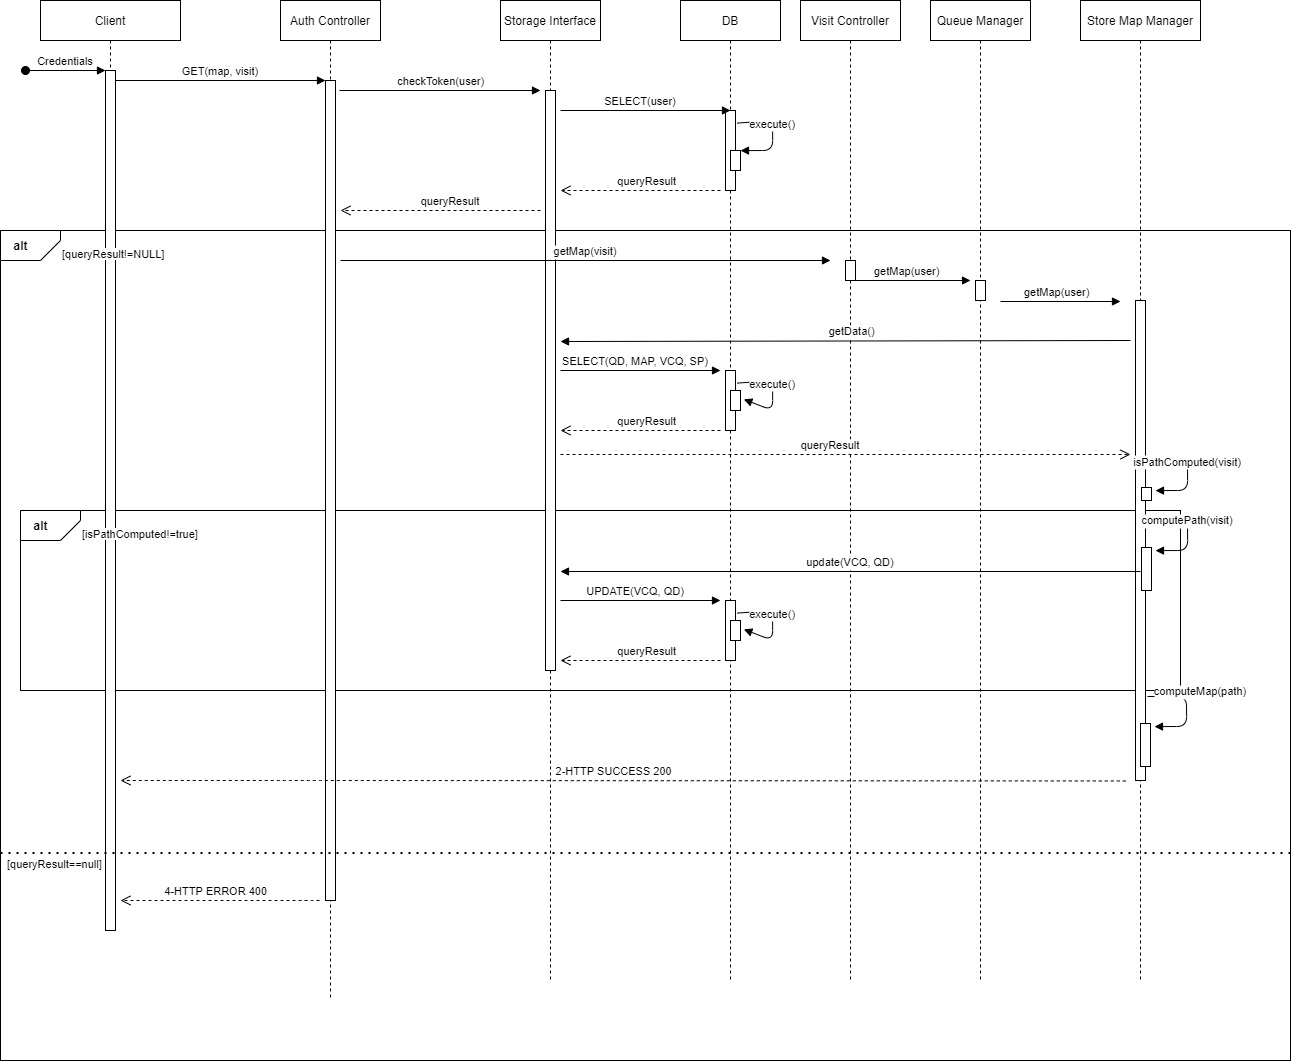 Client
Auth Controller
Storage Interface
DB
Visit Controller
Queue Manager
Store Map Manager
Credentials
GET(map, visit)
checkToken(user)
SELECT(user)
execute()
queryResult
queryResult
alt
[queryResult!=NULL]
getMap(visit)
getMap(user)
getMap(user)
getData()
SELECT(QD, MAP, VCQ, SP)
execute()
queryResult
queryResult
isPathComputed(visit)
alt
[isPathComputed!=true]
computePath(visit)
update(VCQ, QD)
UPDATE(VCQ, QD)
execute()
queryResult
computeMap(path)
2-HTTP SUCCESS 200
[queryResult==null]
4-HTTP ERROR 400